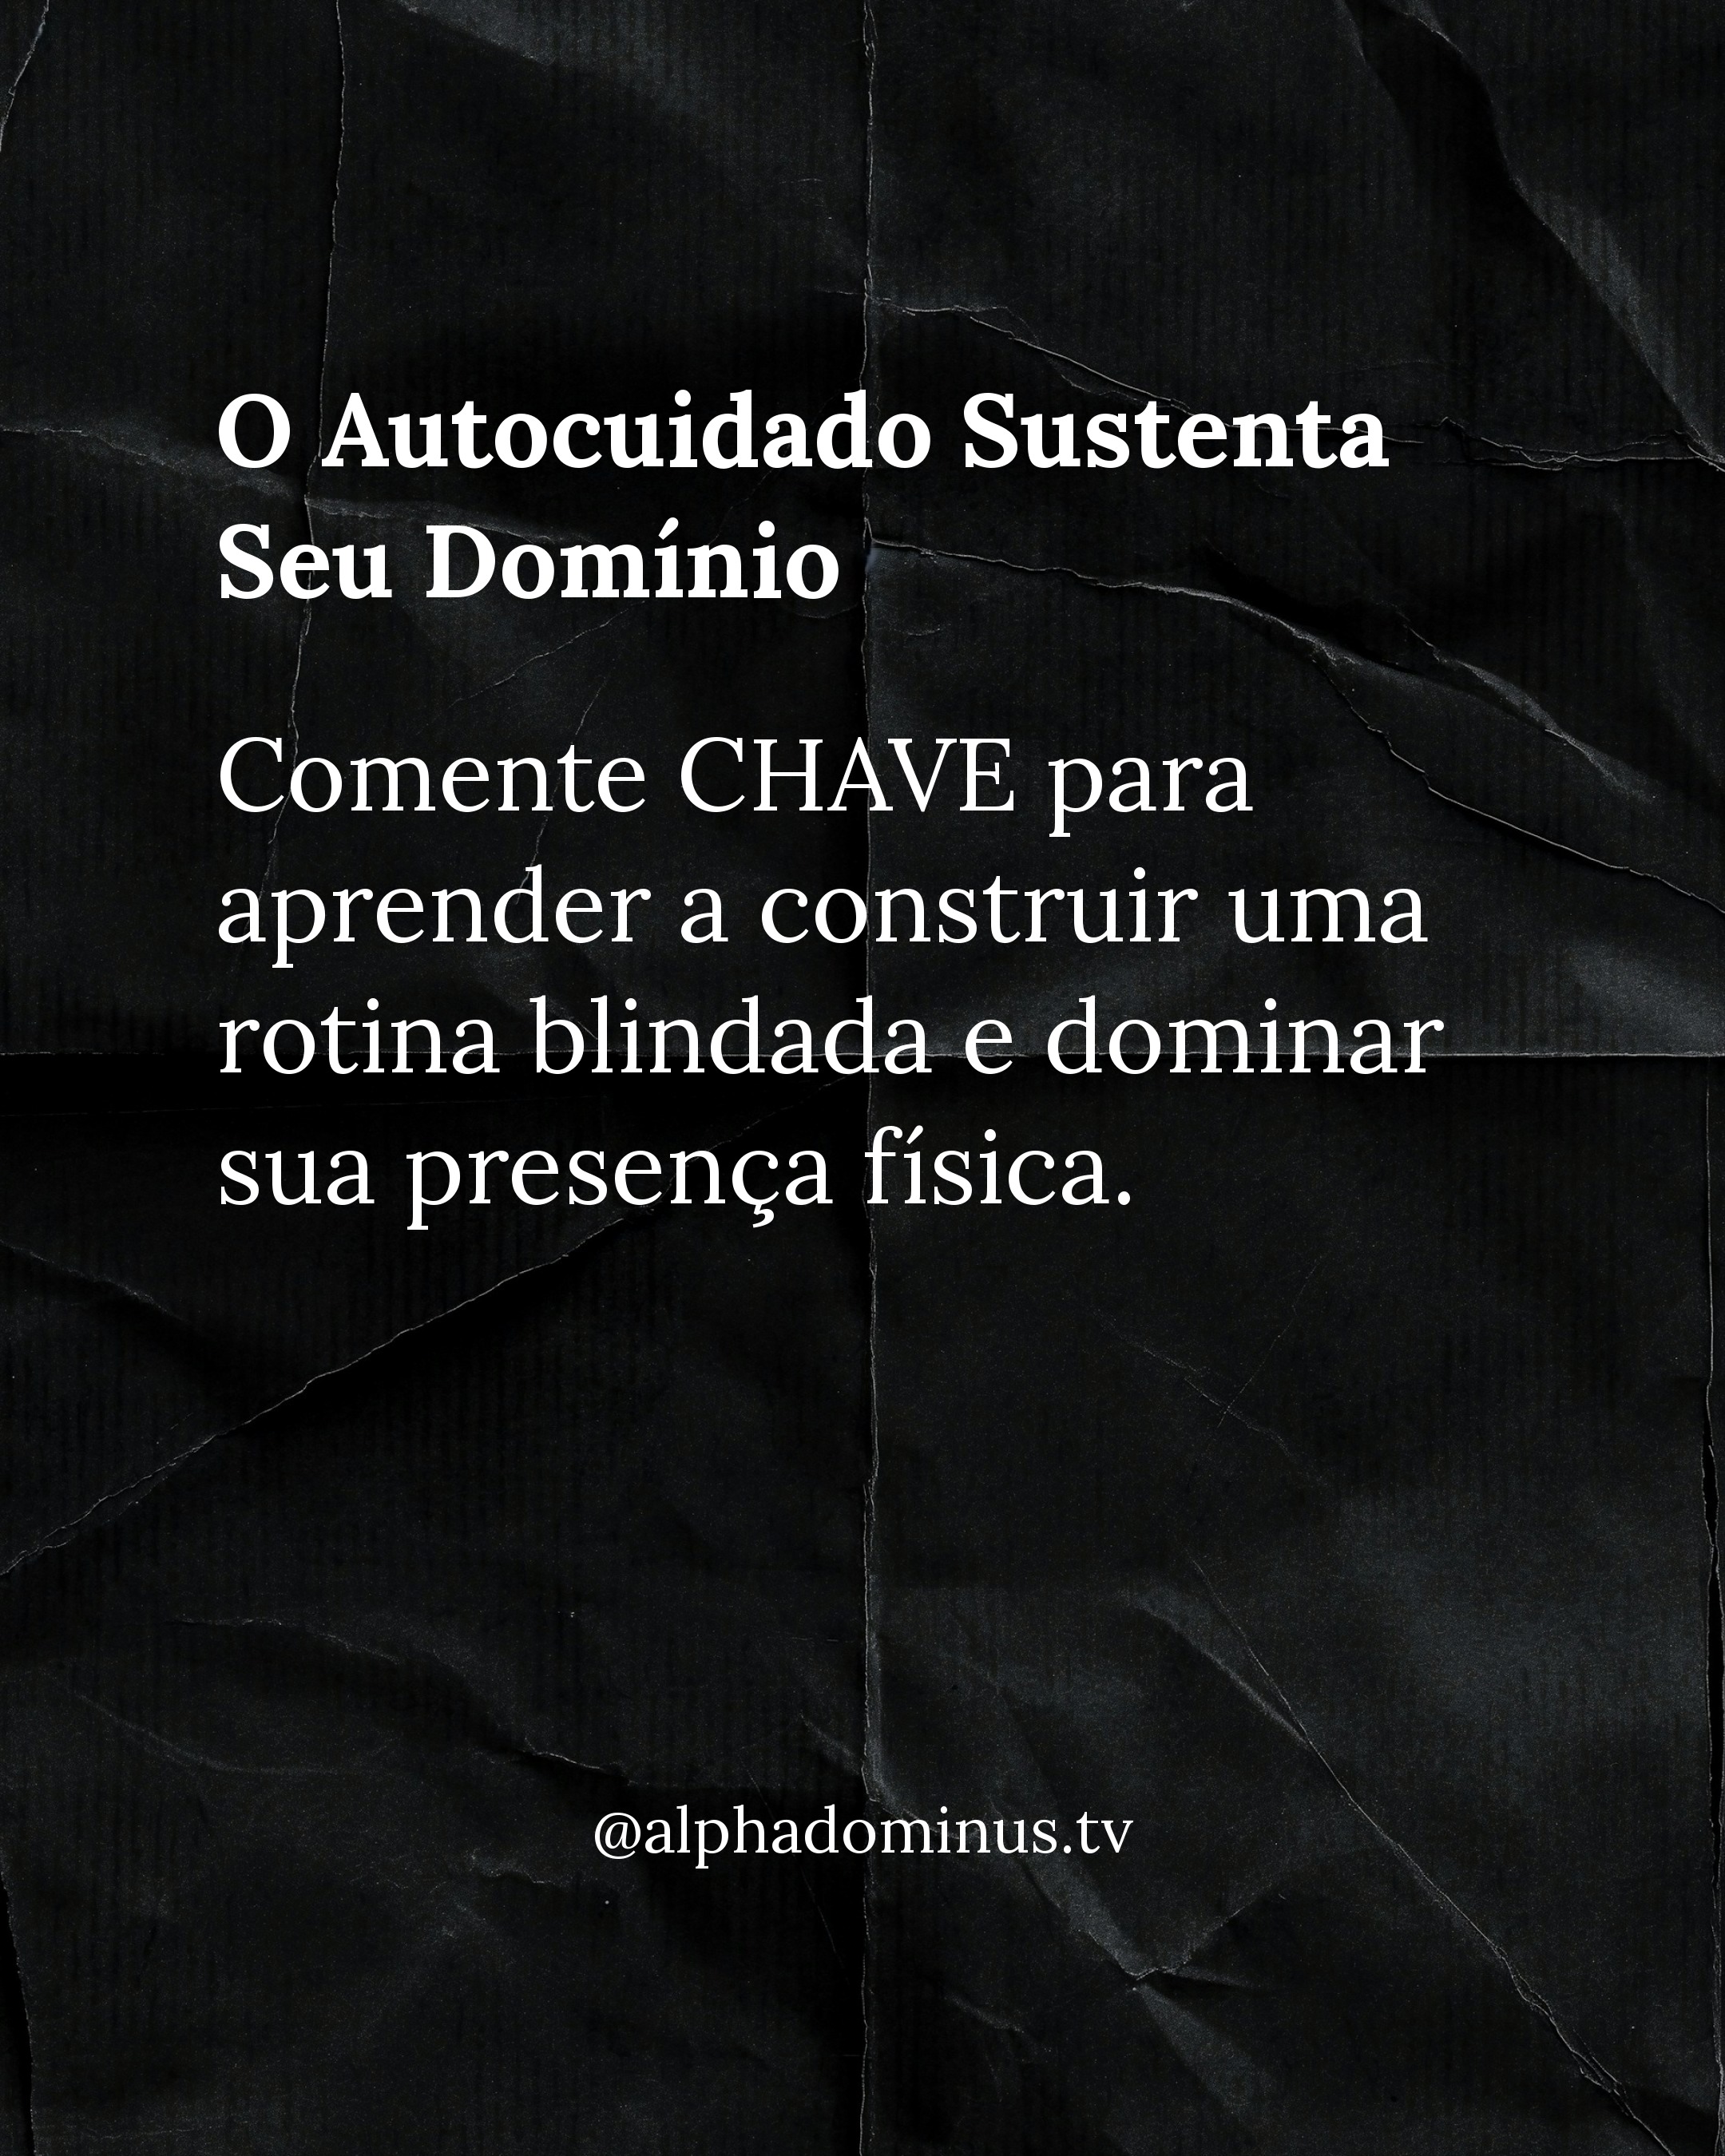 O Autocuidado Sustenta
Seu Domínio
Comente CHAVE para
aprender a construir uma
rotina blindada e dominar
sua presença física.
@alphadominus.tv